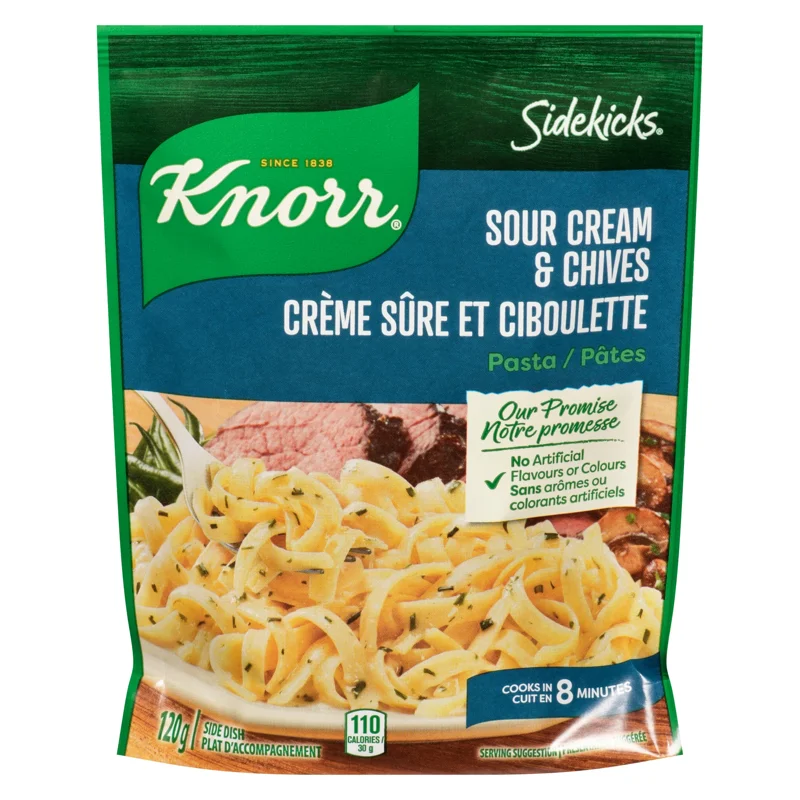 Sidekicks®
SINCE 1838
Knorr®
SOUR CREAM
& CHIVES
CRÈME SÛRE ET CIBOULETTE
Pasta / Pâtes
Our Promise
Notre promesse
No Artificial
Flavours or Colours
Sans arômes ou
colorants artificiels
COOKS IN
CUIT EN 8 MINUTES
120g
SIDE DISH
PLAT D'ACCOMPAGNEMENT
110
CALORIES /
30 g
SERVING SUGGESTION |